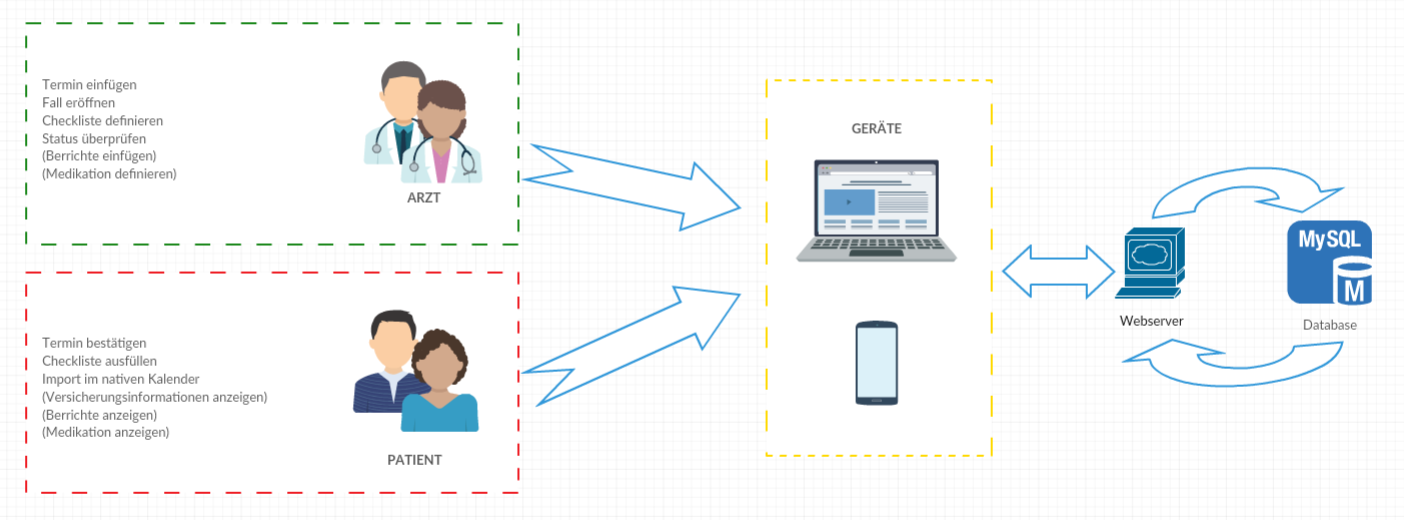 Termin einfügen
Fall eröffnen
Checkliste definieren
Status überprüfen
(Berrichte einfügen)
(Medikation definieren)
ARZT
Termin bestätigen
Checkliste ausfüllen
Import im nativen Kalender
(Versicherungsinformationen anzeigen)
(Berrichte anzeigen)
(Medikation anzeigen)
PATIENT
GERÄTE
Webserver
MySQL
M
Database